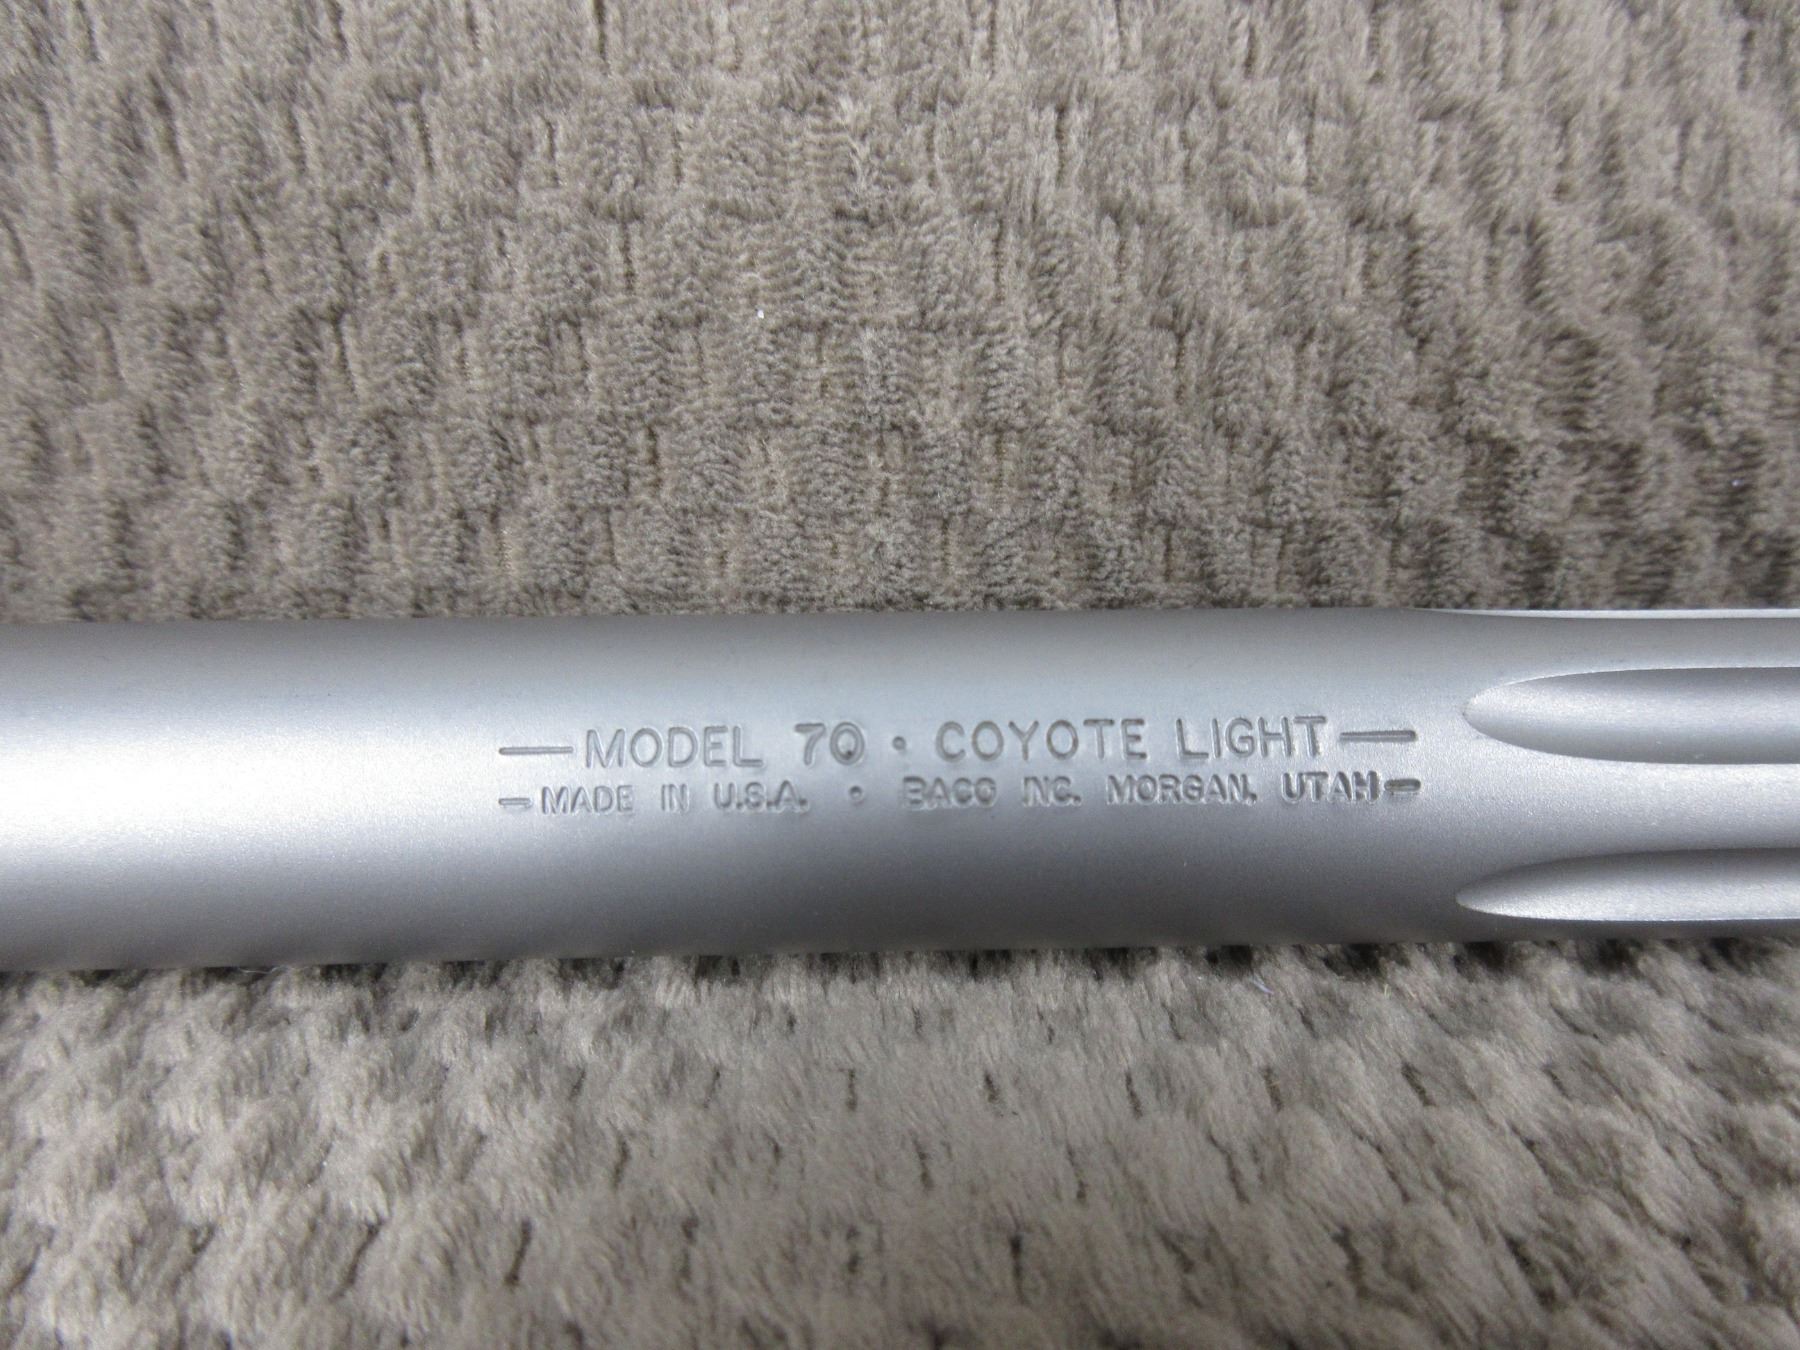 —MODEL 70 · COYOTE LIGHT—
-MADE IN U.S.A. · BACO INC. MORGAN, UTAH-